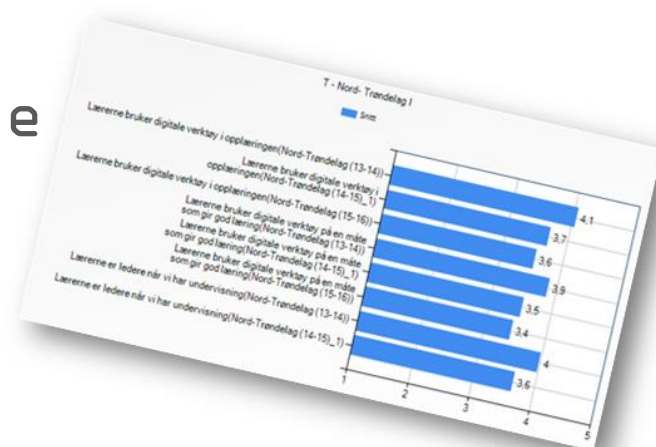 e
T - Nord- Trøndelag I
Snitt
Lærerne bruker digitale verktøy i opplæringen(Nord-Trøndelag (13-14))
Lærerne bruker digitale verktøy i
opplæringen(Nord-Trøndelag (14-15)_1)
Lærerne bruker digitale verktøy i opplæringen(Nord-Trøndelag (15-16))
Lærerne bruker digitale verktøy på en måte
som gir god læring(Nord-Trøndelag (13-14))
Lærerne bruker digitale verktøy på en måte
som gir god læring(Nord-Trøndelag (14-15)_1)
Lærerne bruker digitale verktøy på en måte
som gir god læring(Nord-Trøndelag (15-16))
Lærerne er ledere når vi har undervisning(Nord-Trøndelag (13-14))
Lærerne er ledere når vi har undervisning(Nord-Trøndelag (14-15)_1)
4,1
3,7
3,6
3,9
3,5
3,4
4
3,6
1
2
3
4
5